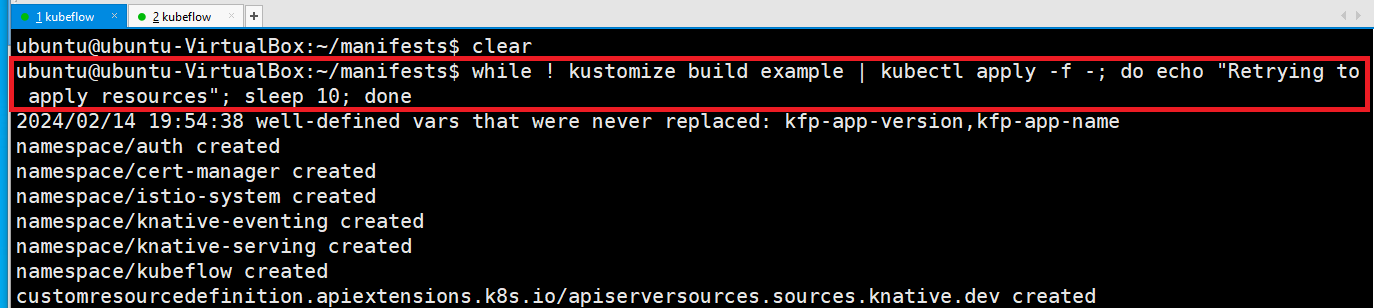 1 kubeflow × 2 kubeflow × +
ubuntu@ubuntu-VirtualBox:~/manifests$ clear
ubuntu@ubuntu-VirtualBox:~/manifests$ while ! kustomize build example | kubectl apply -f -; do echo "Retrying to
apply resources"; sleep 10; done
2024/02/14 19:54:38 well-defined vars that were never replaced: kfp-app-version,kfp-app-name
namespace/auth created
namespace/cert-manager created
namespace/istio-system created
namespace/knative-eventing created
namespace/knative-serving created
namespace/kubeflow created
customresourcedefinition.apiextensions.k8s.io/apiserversources.sources.knative.dev created